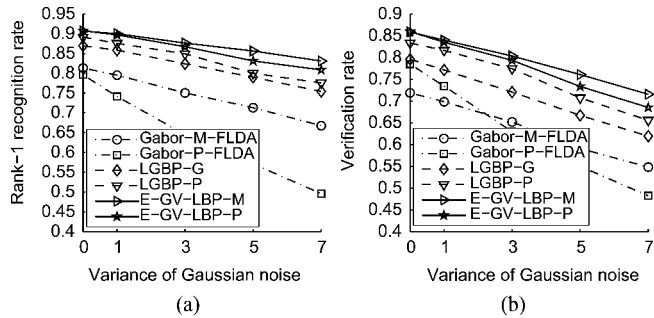 0.95
0.9
0.85
0.8
0.75
0.7
0.65
0.6
0.55
0.5
0.45
0.4
Rank−1 recognition rate
Gabor−M−FLDA
Gabor−P−FLDA
LGBP−G
LGBP−P
E−GV−LBP−M
E−GV−LBP−P
0 1 3 5 7
Variance of Gaussian noise
(a)
0.9
0.85
0.8
0.75
0.7
0.65
0.6
0.55
0.5
0.45
0.4
Verification rate
Gabor−M−FLDA
Gabor−P−FLDA
LGBP−G
LGBP−P
E−GV−LBP−M
E−GV−LBP−P
0 1 3 5 7
Variance of Gaussian noise
(b)